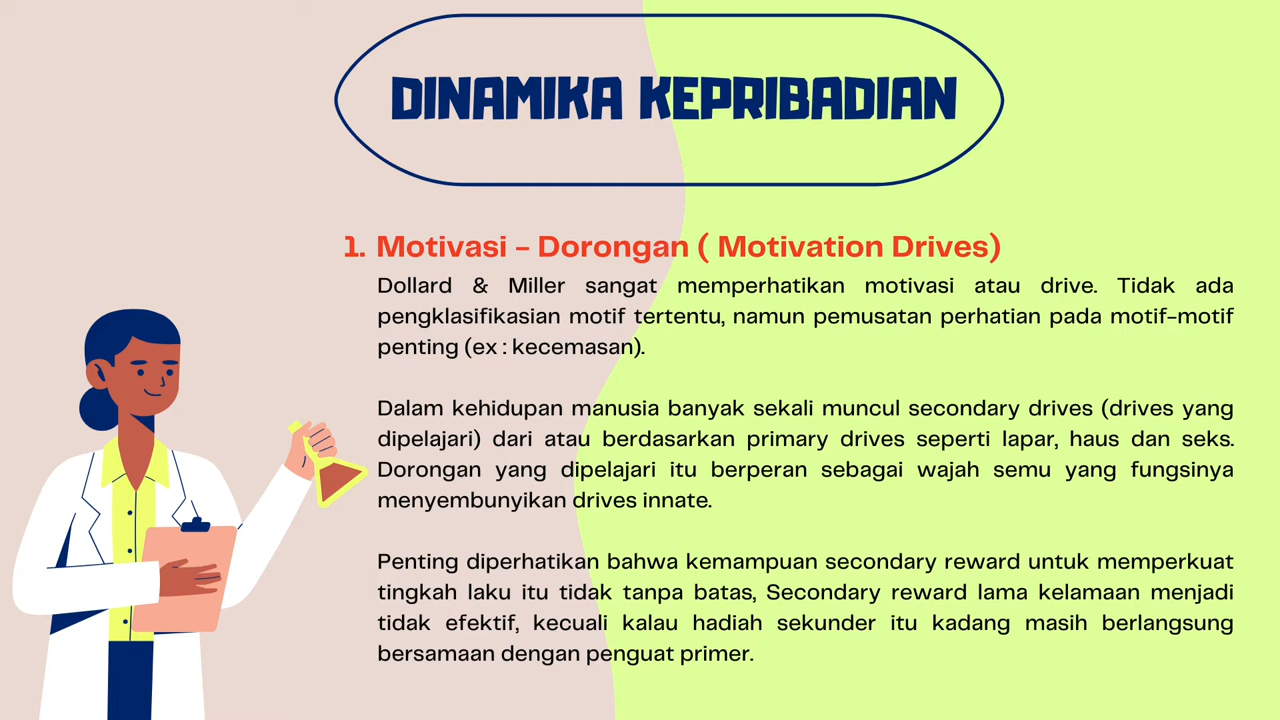 DINAMIKA KEPRIBADIAN
1. Motivasi - Dorongan ( Motivation Drives)
Dollard & Miller sangat memperhatikan motivasi atau drive. Tidak ada
pengklasifikasian motif tertentu, namun pemusatan perhatian pada motif-motif
penting (ex : kecemasan).
Dalam kehidupan manusia banyak sekali muncul secondary drives (drives yang
dipelajari) dari atau berdasarkan primary drives seperti lapar, haus dan seks.
Dorongan yang dipelajari itu berperan sebagai wajah semu yang fungsinya
menyembunyikan drives innate.
Penting diperhatikan bahwa kemampuan secondary reward untuk memperkuat
tingkah laku itu tidak tanpa batas, Secondary reward lama kelamaan menjadi
tidak efektif, kecuali kalau hadiah sekunder itu kadang masih berlangsung
bersamaan dengan penguat primer.